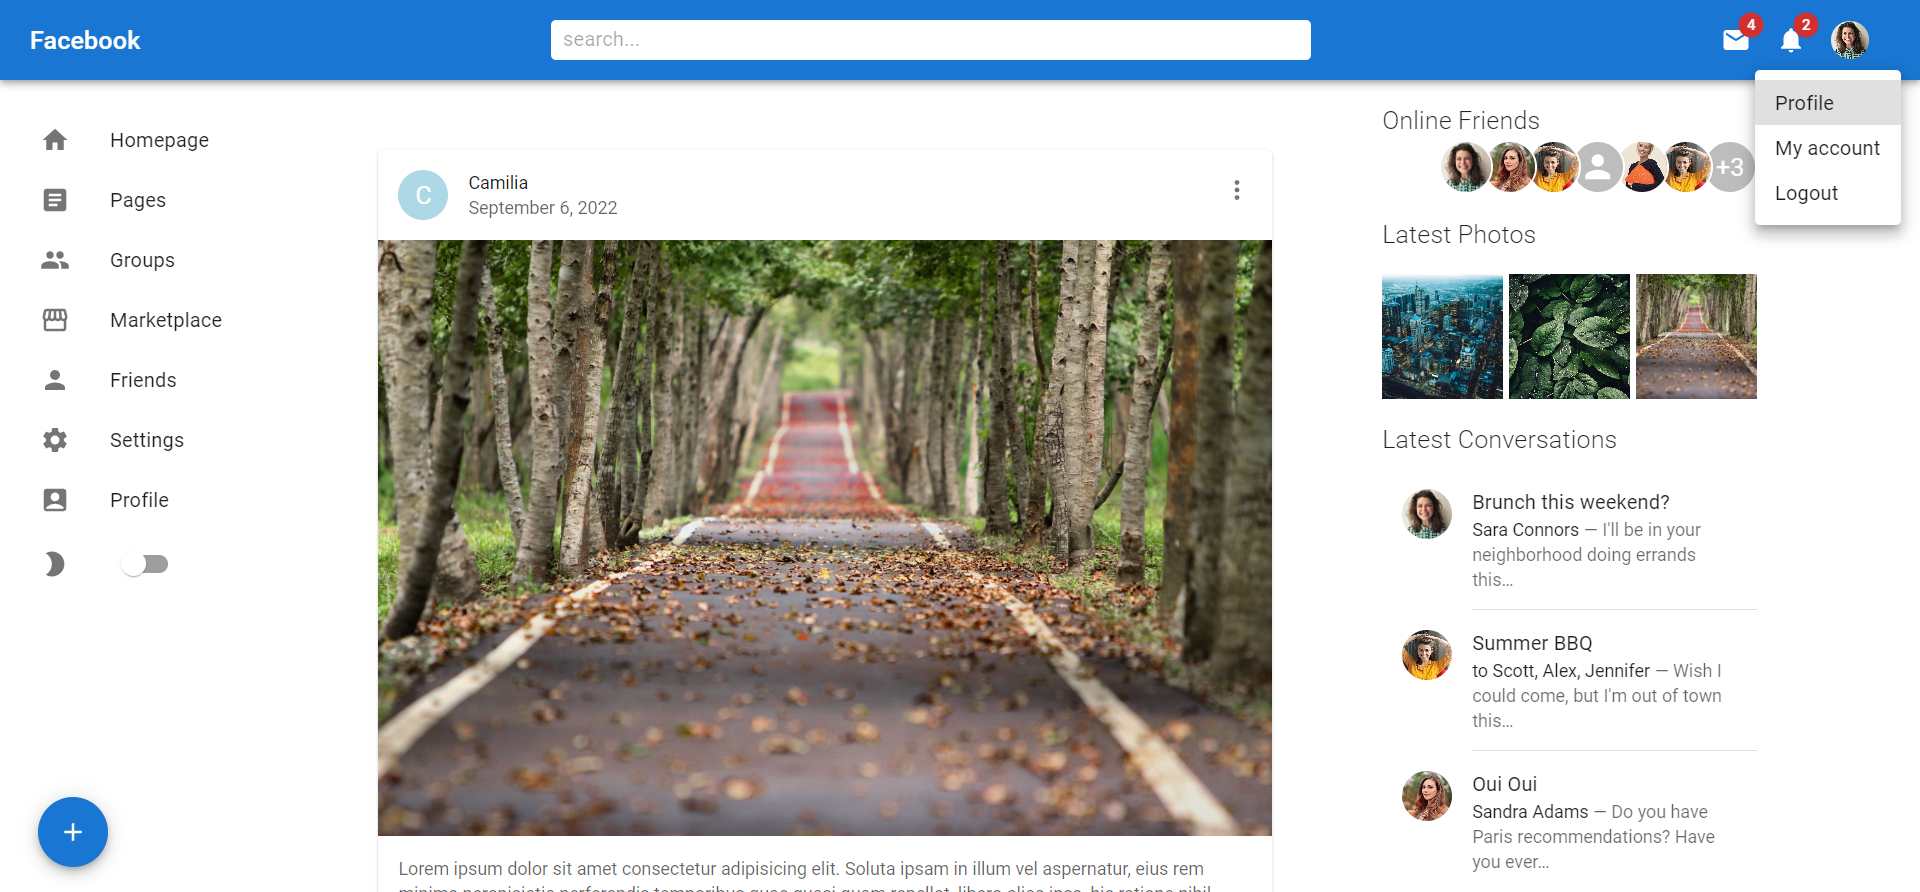 Facebook
search...
4
2
Profile
My account
Logout
Homepage
Pages
Groups
Marketplace
Friends
Settings
Profile
C
Camilia
September 6, 2022
Lorem ipsum dolor sit amet consectetur adipisicing elit. Soluta ipsam in illum vel aspernatur, eius rem
Online Friends
+3
Latest Photos
Latest Conversations
Brunch this weekend?
Sara Connors — I'll be in your
neighborhood doing errands
this…
Summer BBQ
to Scott, Alex, Jennifer — Wish I
could come, but I'm out of town
this…
Oui Oui
Sandra Adams — Do you have
Paris recommendations? Have
you ever…